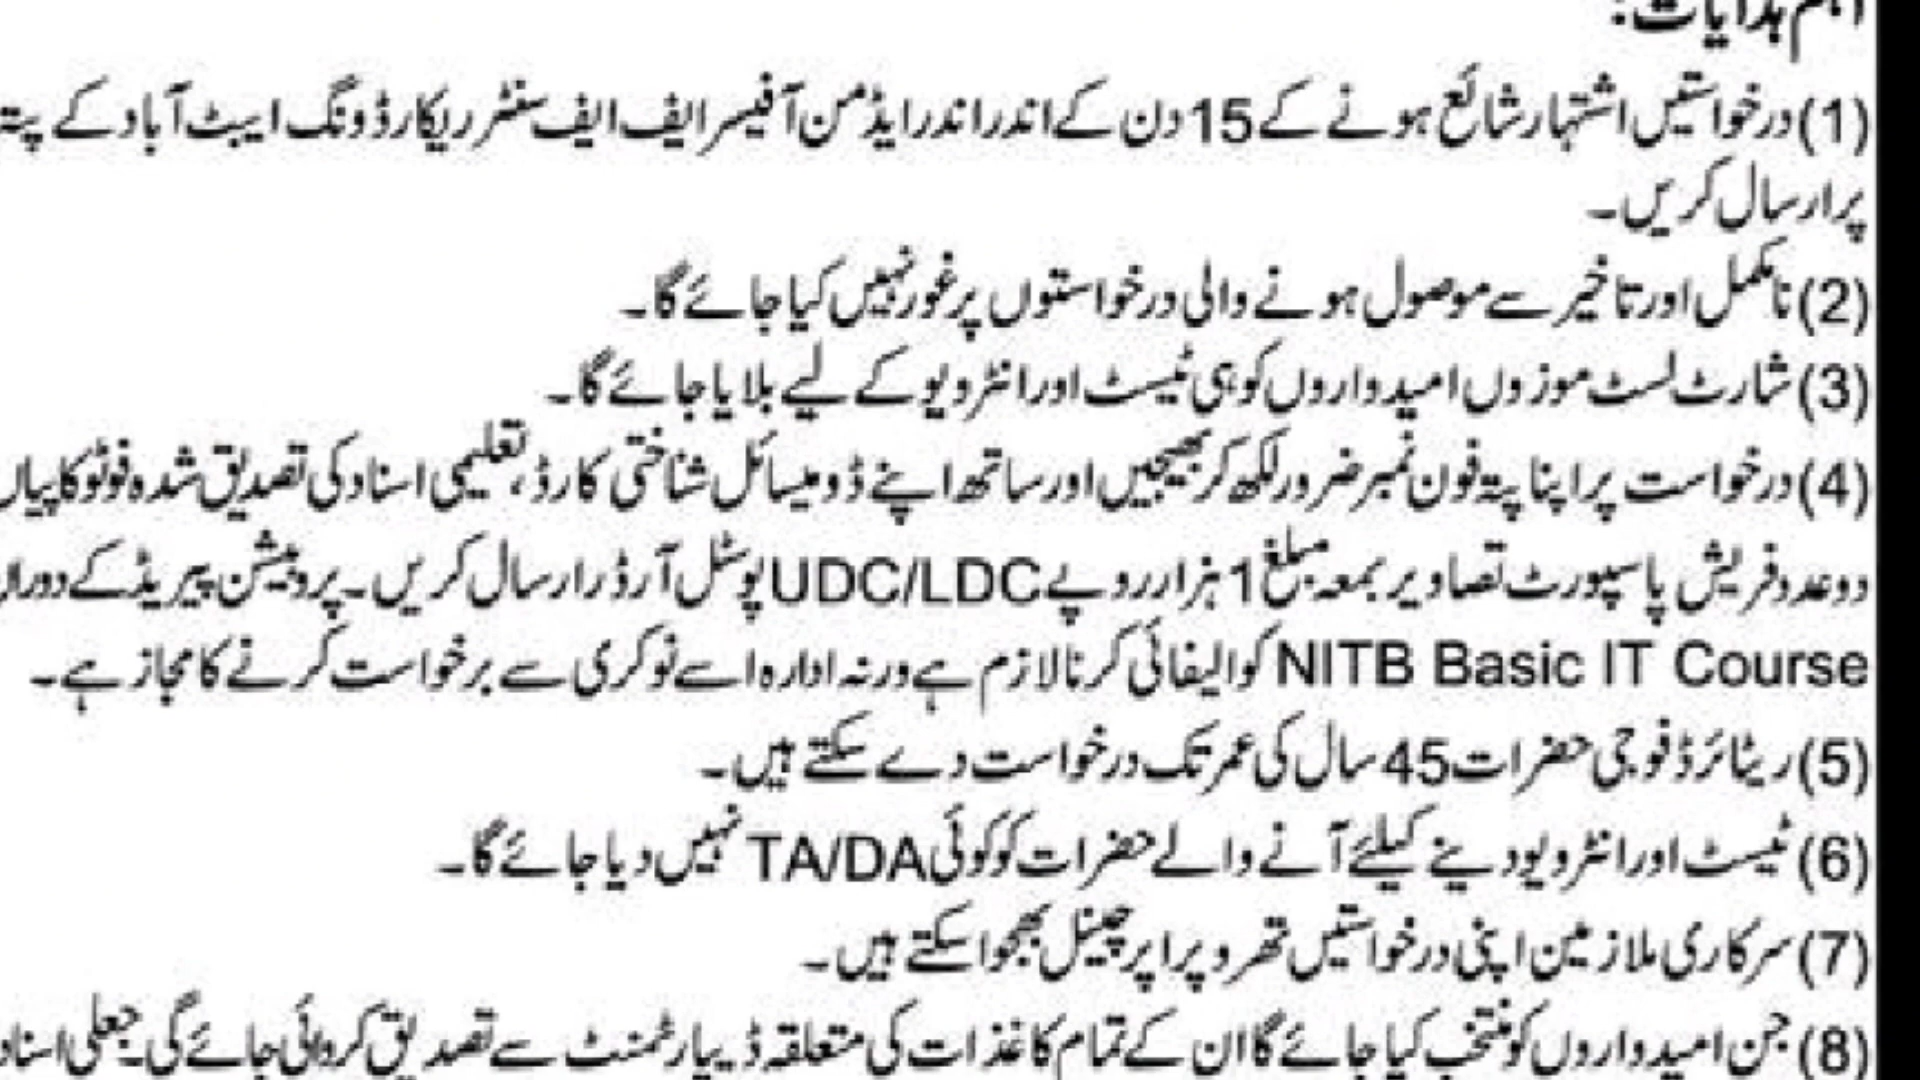 اہم ہدایات:
(1) درخواستیں اشتہار شائع ہونے کے 15 دن کے اندر اندر ایڈمن آفیسر ایف ایف سنٹر ریکارڈ ونگ ایبٹ آباد کے پتہ
پر ارسال کریں۔
(2) نامکمل اور تاخیر سے موصول ہونے والی درخواستوں پر غور نہیں کیا جائے گا۔
(3) شارٹ لسٹ موزوں امیدواروں کو ہی ٹیسٹ اور انٹرویو کے لیے بلایا جائے گا۔
(4) درخواست پر اپنا پتہ فون نمبر ضرور لکھ کر بھیجیں اور ساتھ اپنے ڈومیسائل شناختی کارڈ، تعلیمی اسناد کی تصدیق شدہ فوٹو کاپیاں
دو عدد فریش پاسپورٹ تصاویر بمعہ مبلغ 1 ہزار روپے UDC/LDC پوسٹل آرڈر ارسال کریں۔ پروبیشن پیریڈ کے دوران
NITB Basic IT Course کوالیفائی کرنا لازم ہے ورنہ ادارہ اسے نوکری سے برخواست کرنے کا مجاز ہے۔
(5) ریٹائرڈ فوجی حضرات 45 سال کی عمر تک درخواست دے سکتے ہیں۔
(6) ٹیسٹ اور انٹرویو دینے کیلئے آنے والے حضرات کو کوئی TA/DA نہیں دیا جائے گا۔
(7) سرکاری ملازمین اپنی درخواستیں تھرو پراپر چینل بھجوا سکتے ہیں۔
(8) جن امیدواروں کو منتخب کیا جائے گا ان کے تمام کاغذات کی متعلقہ ڈیپارٹمنٹ سے تصدیق کروائی جائے گی۔ جعلی اسناد